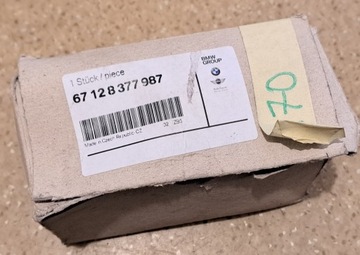 1 Stück / piece
BMW
GROUP
67 12 8 377 987
Made in Czech Republic CZ
70